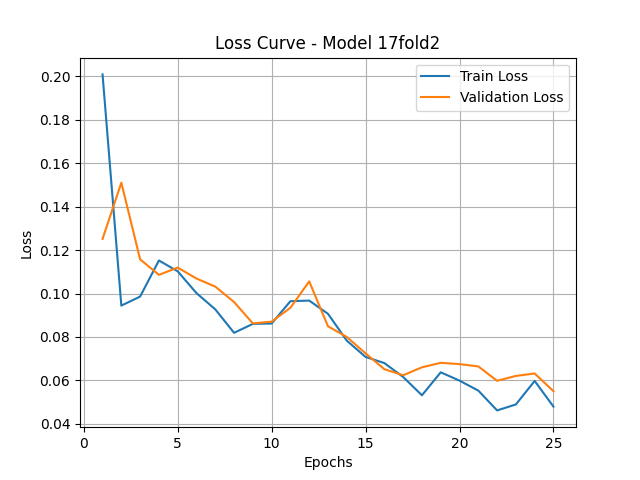 Loss Curve - Model 17fold2
Train Loss
Validation Loss
0.20
0.18
0.16
0.14
0.12
0.10
0.08
0.06
0.04
Loss
0 5 10 15 20 25
Epochs